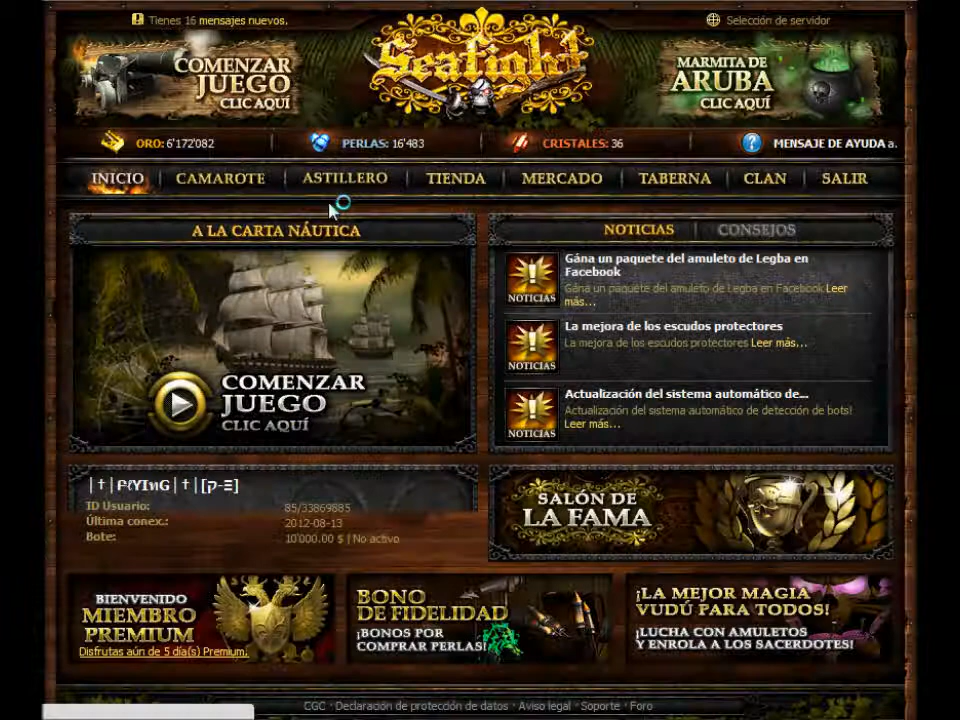 Tienes 16 mensajes nuevos.
Selección de servidor
COMENZAR
JUEGO
CLIC AQUÍ
Seafight
MARMITA DE
ARUBA
CLIC AQUÍ
ORO: 6'172'082
PERLAS: 16'483
CRISTALES: 36
MENSAJE DE AYUDA a.
INICIO
CAMAROTE
ASTILLERO
TIENDA
MERCADO
TABERNA
CLAN
SALIR
A LA CARTA NÁUTICA
COMENZAR
JUEGO
CLIC AQUÍ
NOTICIAS
CONSEJOS
NOTICIAS
Gána un paquete del amuleto de Legba en
Facebook
Gána un paquete del amuleto de Legba en Facebook Leer
más...
NOTICIAS
La mejora de los escudos protectores
La mejora de los escudos protectores Leer más...
NOTICIAS
Actualización del sistema automático de...
Actualización del sistema automático de detección de bots!
Leer más...
ID Usuario: 85/33869885
Última conex.: 2012-08-13
Bote: 10'000.00 $ | No activo
SALÓN DE
LA FAMA
BIENVENIDO
MIEMBRO
PREMIUM
Disfrutas aún de 5 día(s) Premium.
BONO
DE FIDELIDAD
¡BONOS POR
COMPRAR PERLAS!
¡LA MEJOR MAGIA
VUDÚ PARA TODOS!
¡LUCHA CON AMULETOS
Y ENROLA A LOS SACERDOTES!
CGC · Declaración de protección de datos · Aviso legal · Soporte · Foro